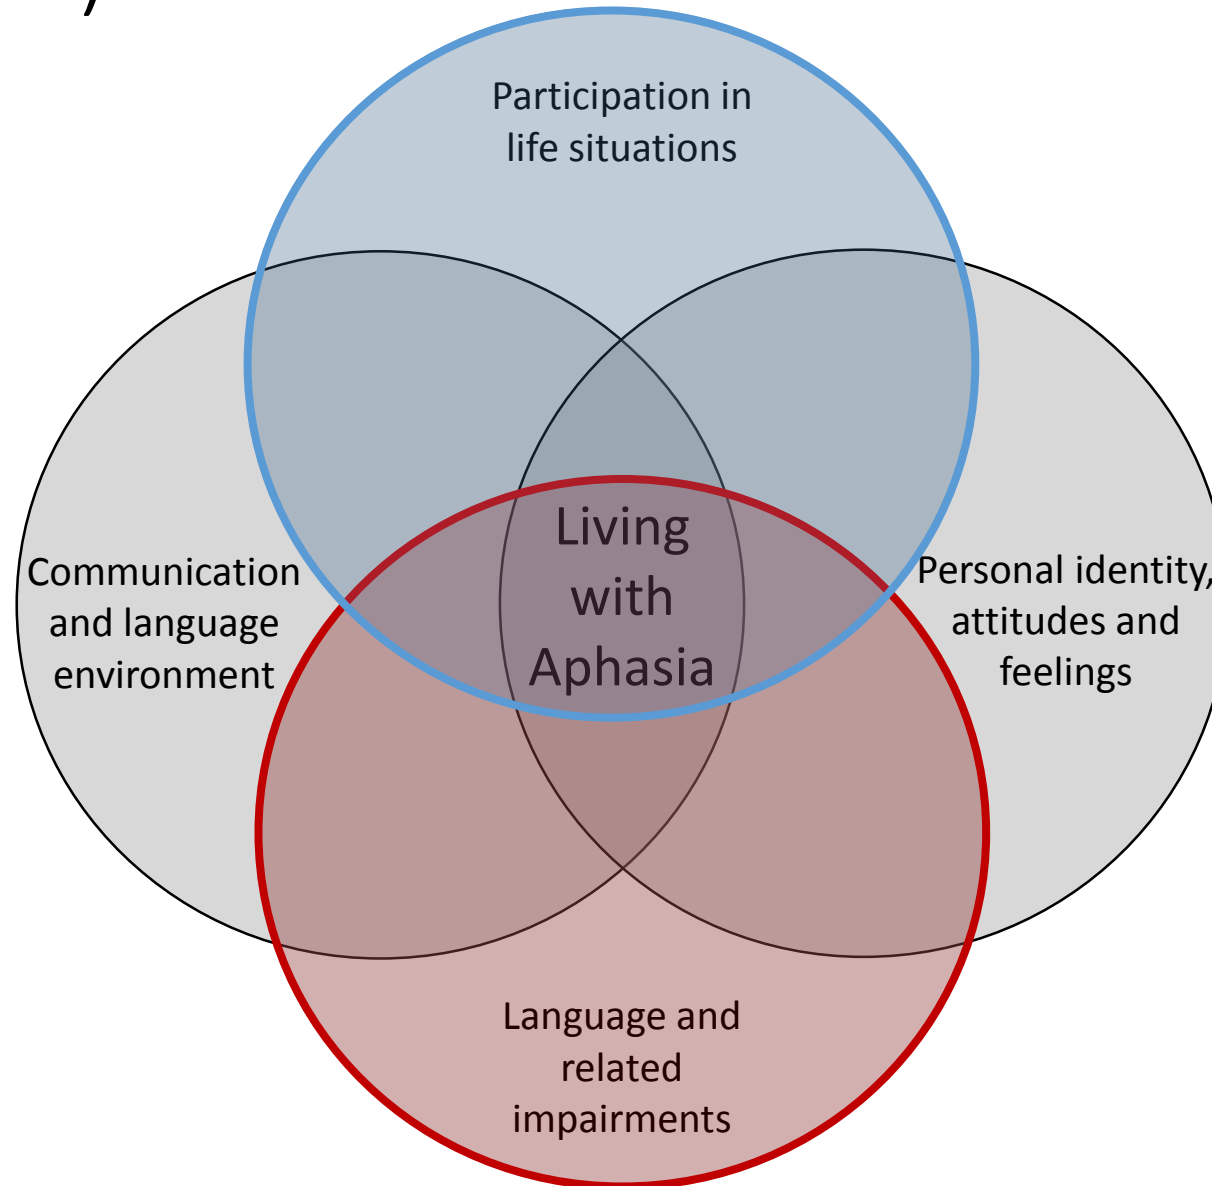 )
Participation in
life situations
Living
with
Aphasia
Communication
and language
environment
Personal identity,
attitudes and
feelings
Language and
related
impairments